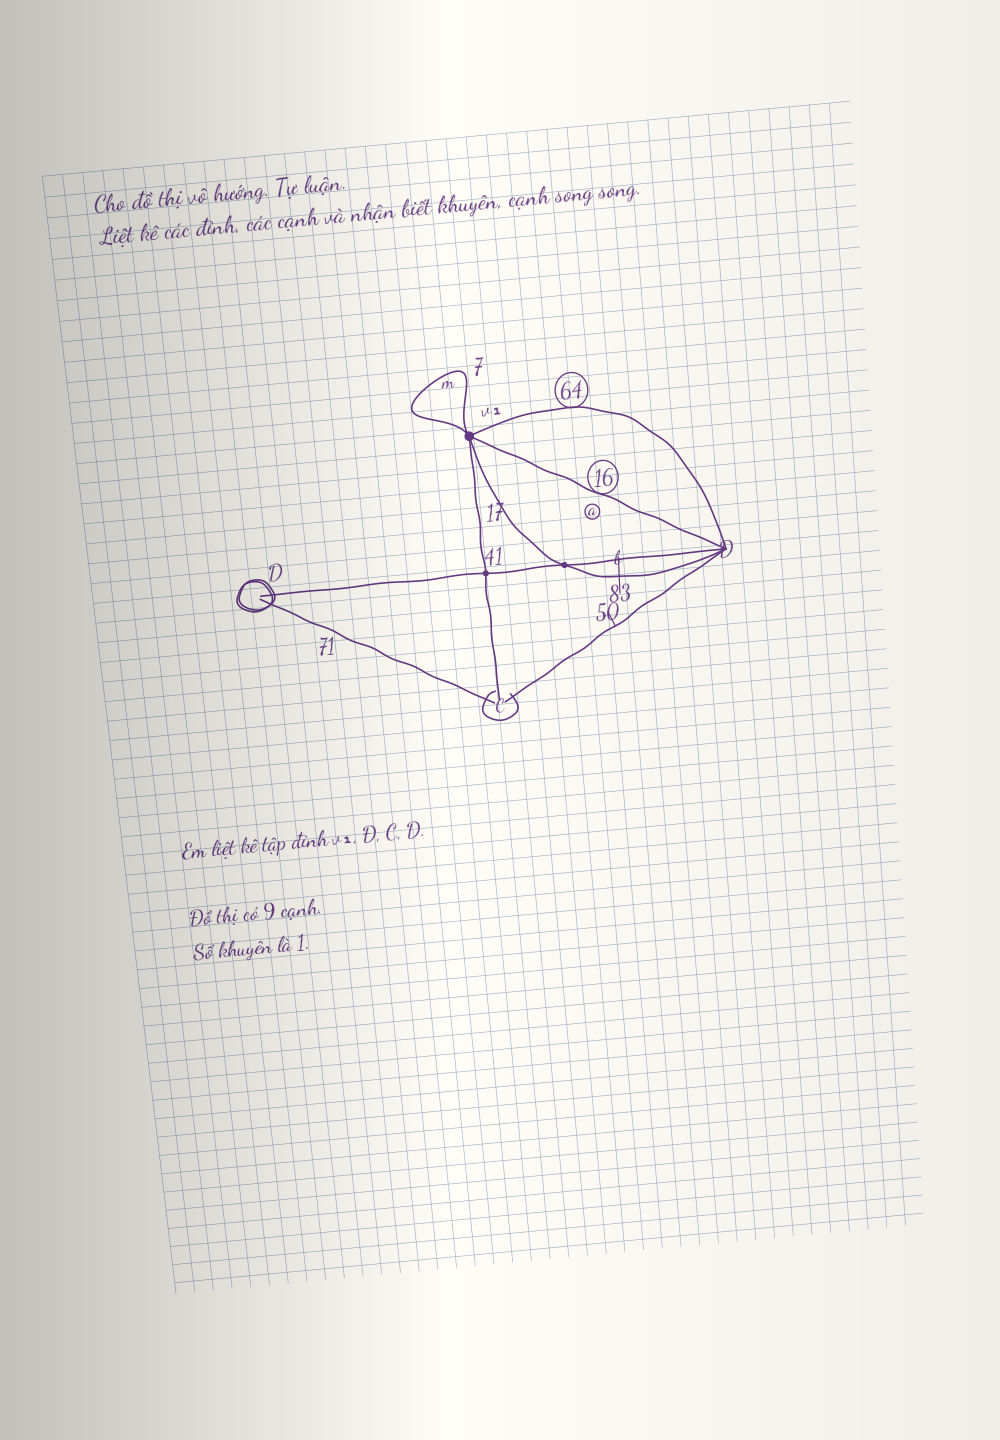 Cho đồ thị vô hướng. Tự luận.
Liệt kê các đỉnh, các cạnh và nhận biết khuyên, cạnh song song.
7
m
64
v1
16
17
a
41
b
D
D
83
50
71
C
Em liệt kê tập đỉnh v1, D, C, D.
Đồ thị có 9 cạnh.
Số khuyên là 1.